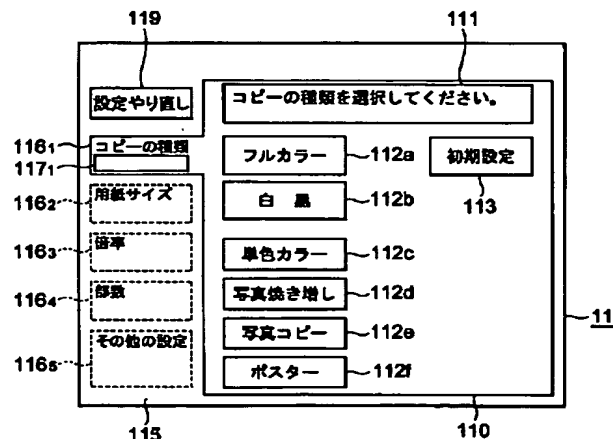 119
111
設定やり直し
コピーの種類を選択してください。
116₁
コピーの種類
117₁
フルカラー
112a
初期設定
113
116₂
用紙サイズ
白 黒
112b
116₃
倍率
単色カラー
112c
116₄
部数
写真焼き増し
112d
写真コピー
112e
11
116₅
その他の設定
ポスター
112f
115
110